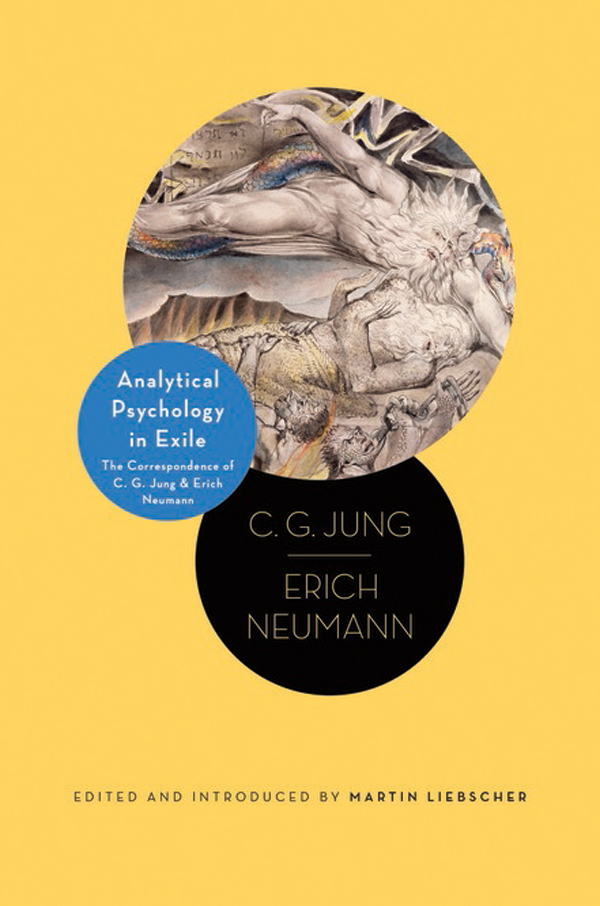 Analytical
Psychology
in Exile
The Correspondence of
C. G. Jung & Erich
Neumann
C. G. JUNG
ERICH
NEUMANN
EDITED AND INTRODUCED BY MARTIN LIEBSCHER